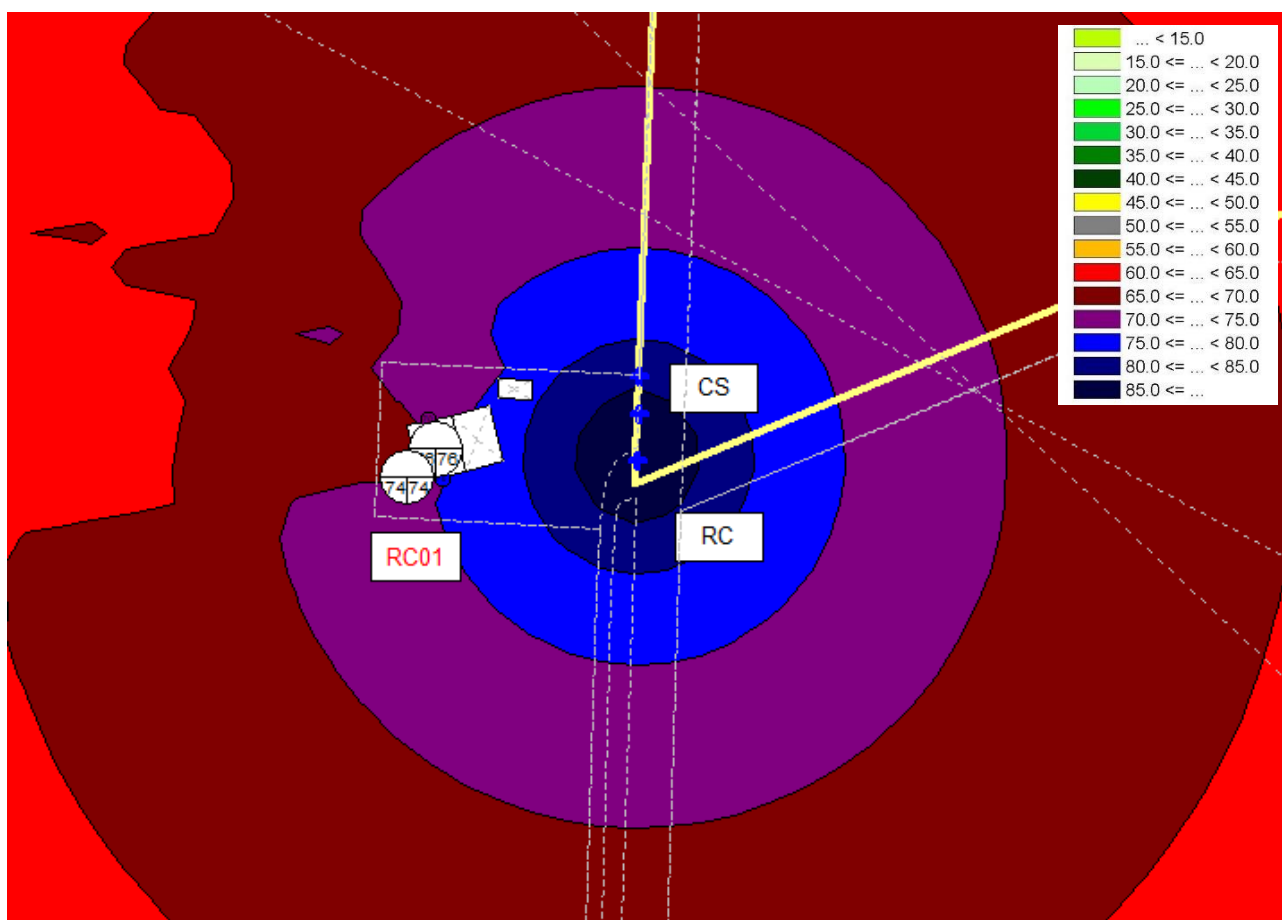 ... < 15.0
15.0 <= ... < 20.0
20.0 <= ... < 25.0
25.0 <= ... < 30.0
30.0 <= ... < 35.0
35.0 <= ... < 40.0
40.0 <= ... < 45.0
45.0 <= ... < 50.0
50.0 <= ... < 55.0
55.0 <= ... < 60.0
60.0 <= ... < 65.0
65.0 <= ... < 70.0
70.0 <= ... < 75.0
75.0 <= ... < 80.0
80.0 <= ... < 85.0
85.0 <= ...
CS
76
74 74
RC
RC01